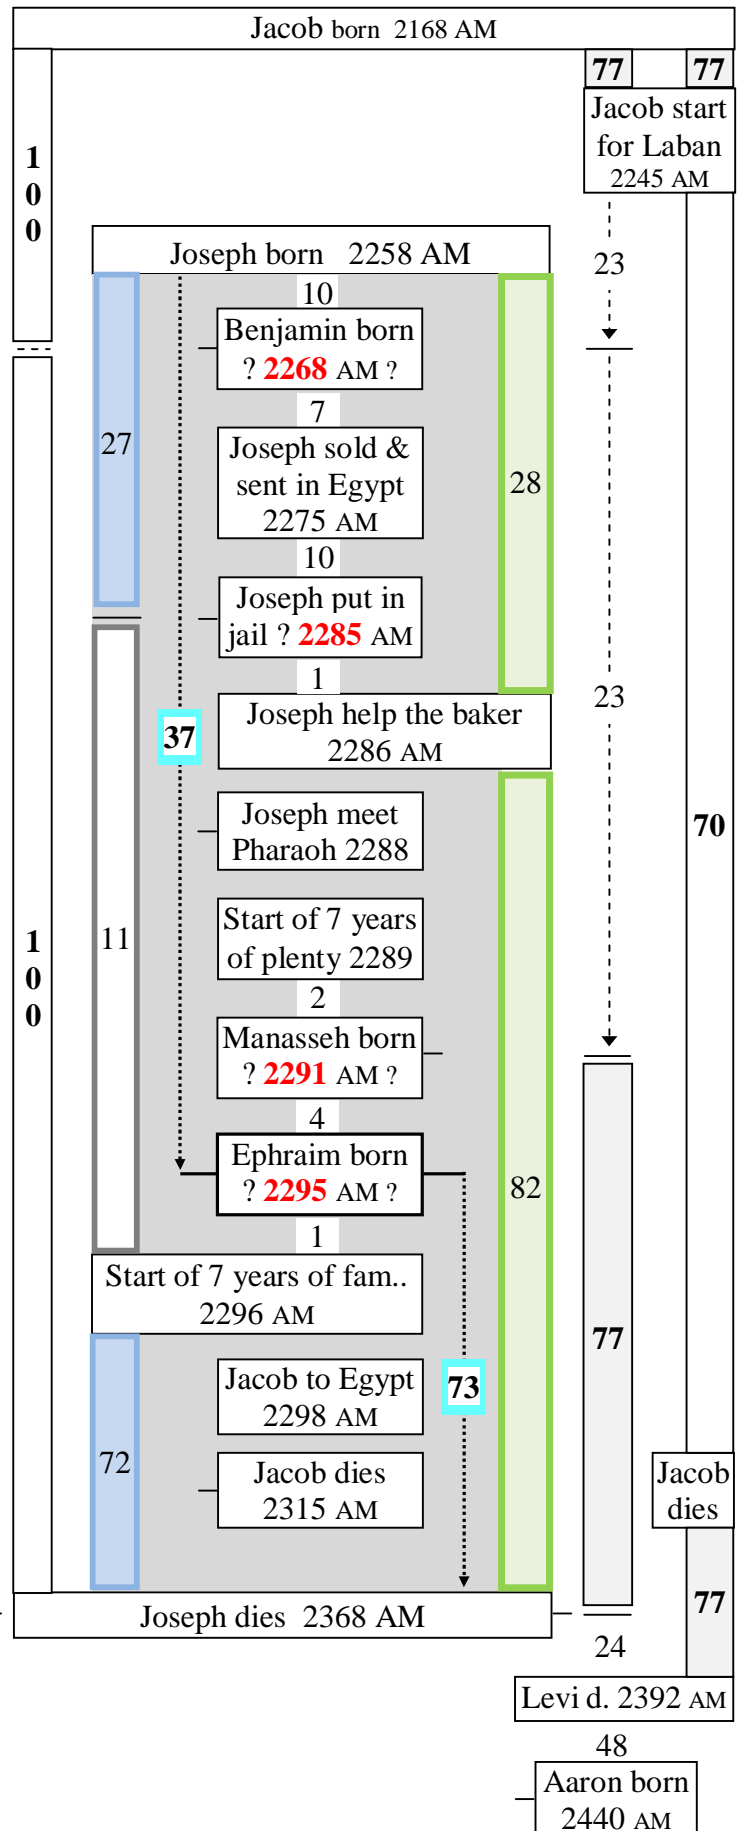 Jacob born 2168 AM
77
77
Jacob start
for Laban
2245 AM
1
0
0
Joseph born 2258 AM
23
10
Benjamin born
? 2268 AM ?
7
27
Joseph sold &
sent in Egypt
2275 AM
28
10
Joseph put in
jail ? 2285 AM
1
23
Joseph help the baker
2286 AM
37
Joseph meet
Pharaoh 2288
70
Start of 7 years
of plenty 2289
11
1
0
0
2
Manasseh born
? 2291 AM ?
4
Ephraim born
? 2295 AM ?
82
1
Start of 7 years of fam..
2296 AM
77
Jacob to Egypt
2298 AM
73
72
Jacob dies
2315 AM
Jacob
dies
77
Joseph dies 2368 AM
24
Levi d. 2392 AM
48
Aaron born
2440 AM